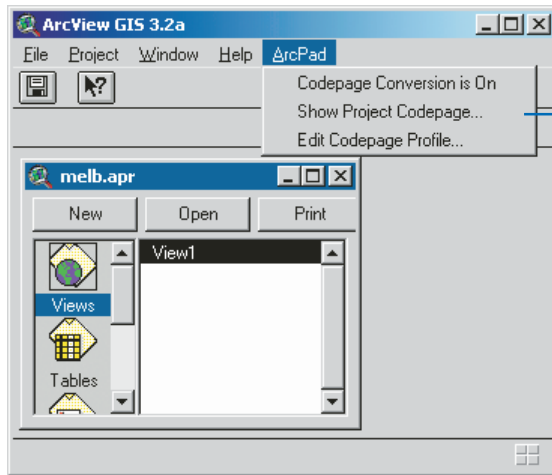 ArcView GIS 3.2a
File Project Window Help ArcPad
Codepage Conversion is On
Show Project Codepage...
Edit Codepage Profile...
melb.apr
New Open Print
View1
Views
Tables